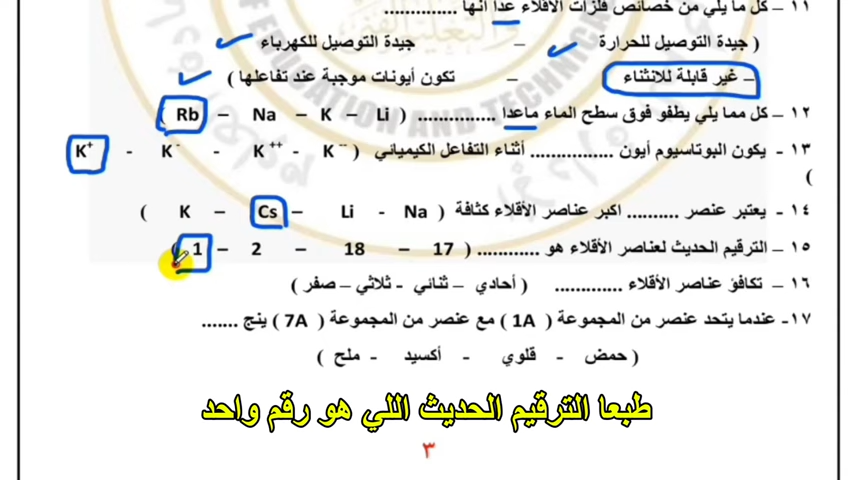 ١١ – كل ما يلي من خصائص فلزات الأقلاء عدا أنها ..............
( جيدة التوصيل للحرارة – جيدة التوصيل للكهرباء
– غير قابلة للانثناء – تكون أيونات موجبة عند تفاعلها )
١٢ – كل مما يلي يطفو فوق سطح الماء ماعدا ............... ( Rb – Na – K – Li )
١٣ - يكون البوتاسيوم أيون ................ أثناء التفاعل الكيميائي ( K⁺ - K⁻ - K⁺⁺ - K⁻⁻
)
١٤ - يعتبر عنصر .......... اكبر عناصر الأقلاء كثافة ( K – Cs – Li - Na )
١٥ – الترقيم الحديث لعناصر الأقلاء هو ............ ( 1 – 2 – 18 – 17 )
١٦ – تكافؤ عناصر الأقلاء ............. ( أحادي – ثنائي - ثلاثي – صفر )
١٧- عندما يتحد عنصر من المجموعة ( 1A ) مع عنصر من المجموعة ( 7A ) ينج .......
( حمض - قلوي - أكسيد - ملح )
طبعا الترقيم الحديث اللي هو رقم واحد
٣